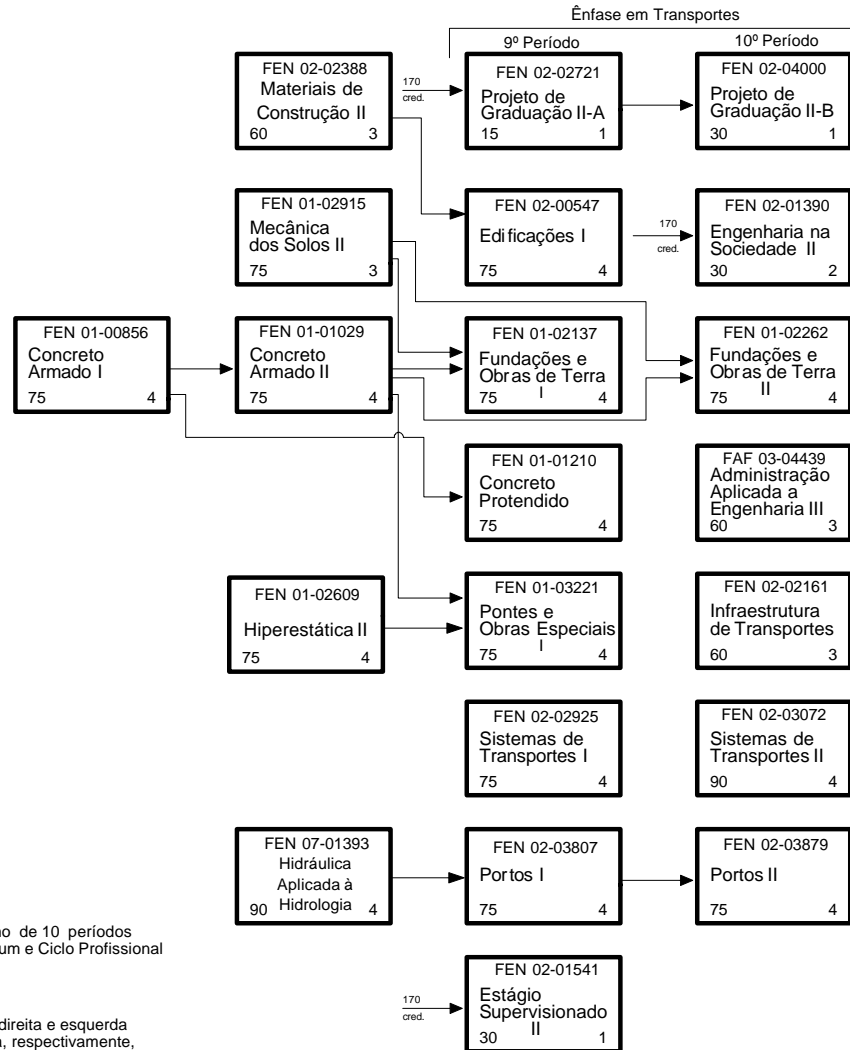 Ênfase em Transportes
9º Período
10º Período
FEN 02-02388
Materiais de
Construção II
60 3
170
cred.
FEN 02-02721
Projeto de
Graduação II-A
15 1
FEN 02-04000
Projeto de
Graduação II-B
30 1
FEN 01-02915
Mecânica
dos Solos II
75 3
FEN 02-00547
Edificações I
75 4
170
cred.
FEN 02-01390
Engenharia na
Sociedade II
30 2
FEN 01-00856
Concreto
Armado I
75 4
FEN 01-01029
Concreto
Armado II
75 4
FEN 01-02137
Fundações e
Obras de Terra
I
75 4
FEN 01-02262
Fundações e
Obras de Terra
II
75 4
FEN 01-01210
Concreto
Protendido
75 4
FAF 03-04439
Administração
Aplicada a
Engenharia III
60 3
FEN 01-02609
Hiperestática II
75 4
FEN 01-03221
Pontes e
Obras Especiais
I
75 4
FEN 02-02161
Infraestrutura
de Transportes
60 3
FEN 02-02925
Sistemas de
Transportes I
75 4
FEN 02-03072
Sistemas de
Transportes II
90 4
FEN 07-01393
Hidráulica
Aplicada à
Hidrologia
90 4
FEN 02-03807
Portos I
75 4
FEN 02-03879
Portos II
75 4
o de 10 períodos
um e Ciclo Profissional
170
cred.
FEN 02-01541
Estágio
Supervisionado
II
30 1
direita e esquerda
a, respectivamente,